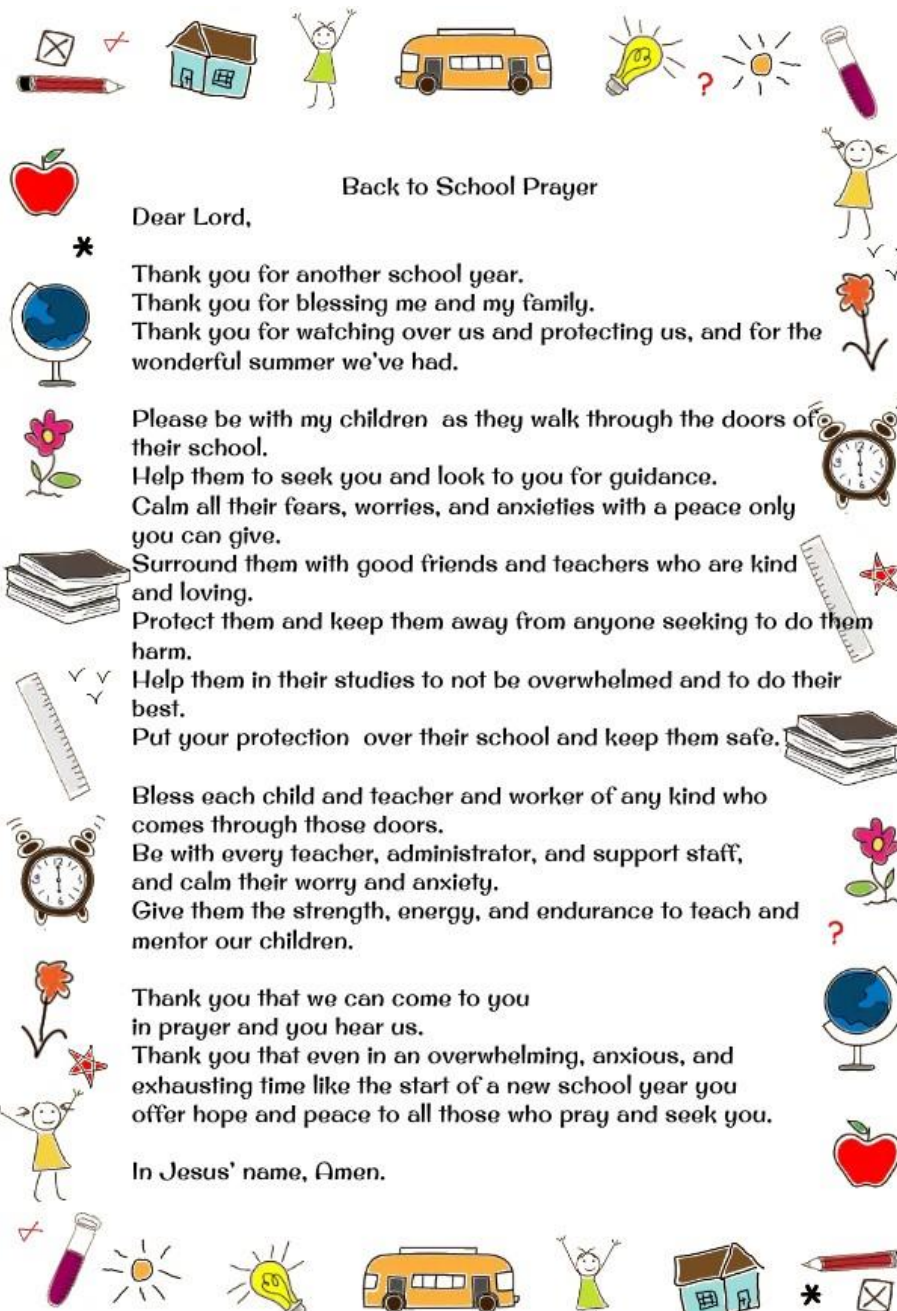 Back to School Prayer
Dear Lord,
Thank you for another school year.
Thank you for blessing me and my family.
Thank you for watching over us and protecting us, and for the
wonderful summer we've had.
Please be with my children as they walk through the doors of
their school.
Help them to seek you and look to you for guidance.
Calm all their fears, worries, and anxieties with a peace only
you can give.
Surround them with good friends and teachers who are kind
and loving.
Protect them and keep them away from anyone seeking to do them
harm.
Help them in their studies to not be overwhelmed and to do their
best.
Put your protection over their school and keep them safe.
Bless each child and teacher and worker of any kind who
comes through those doors.
Be with every teacher, administrator, and support staff,
and calm their worry and anxiety.
Give them the strength, energy, and endurance to teach and
mentor our children.
Thank you that we can come to you
in prayer and you hear us.
Thank you that even in an overwhelming, anxious, and
exhausting time like the start of a new school year you
offer hope and peace to all those who pray and seek you.
In Jesus' name, Amen.